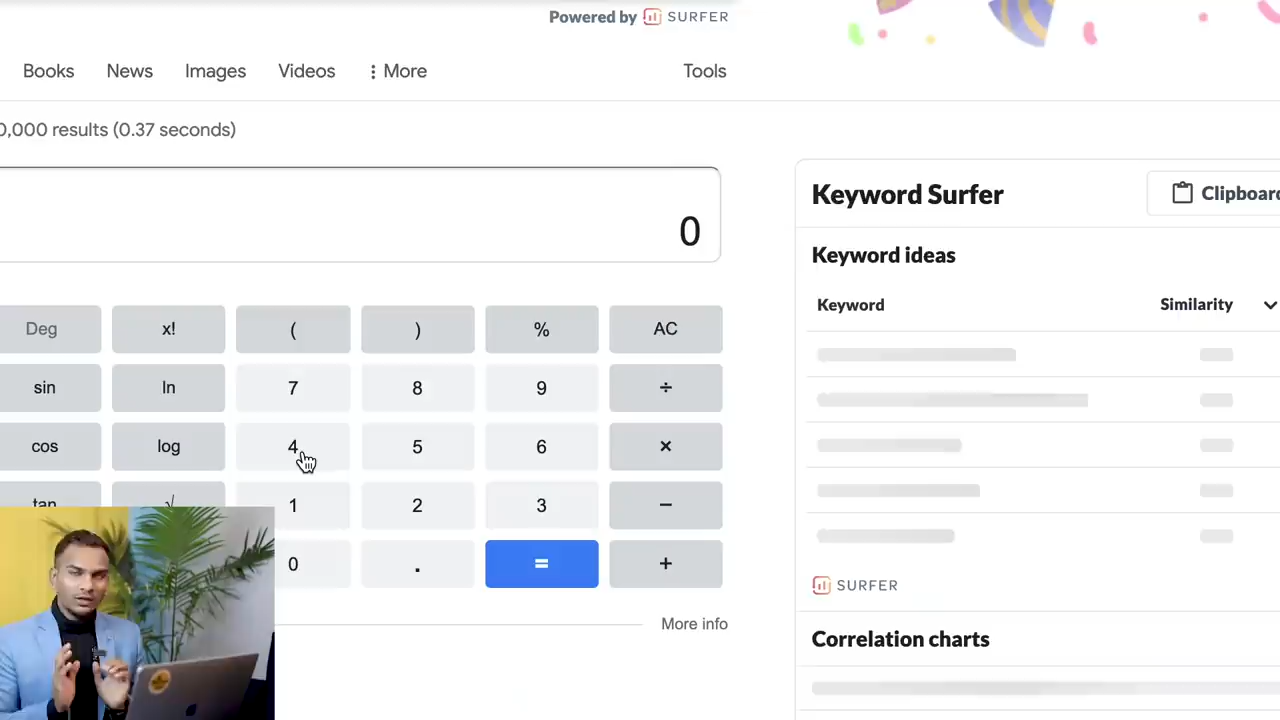 Powered by SURFER
Books News Images Videos More Tools
0,000 results (0.37 seconds)
0
Deg x! ( ) % AC
sin ln 7 8 9 ÷
cos log 4 5 6 ×
tan √ 1 2 3 −
0 . = +
More info
Keyword Surfer Clipboard
Keyword ideas
Keyword Similarity
SURFER
Correlation charts